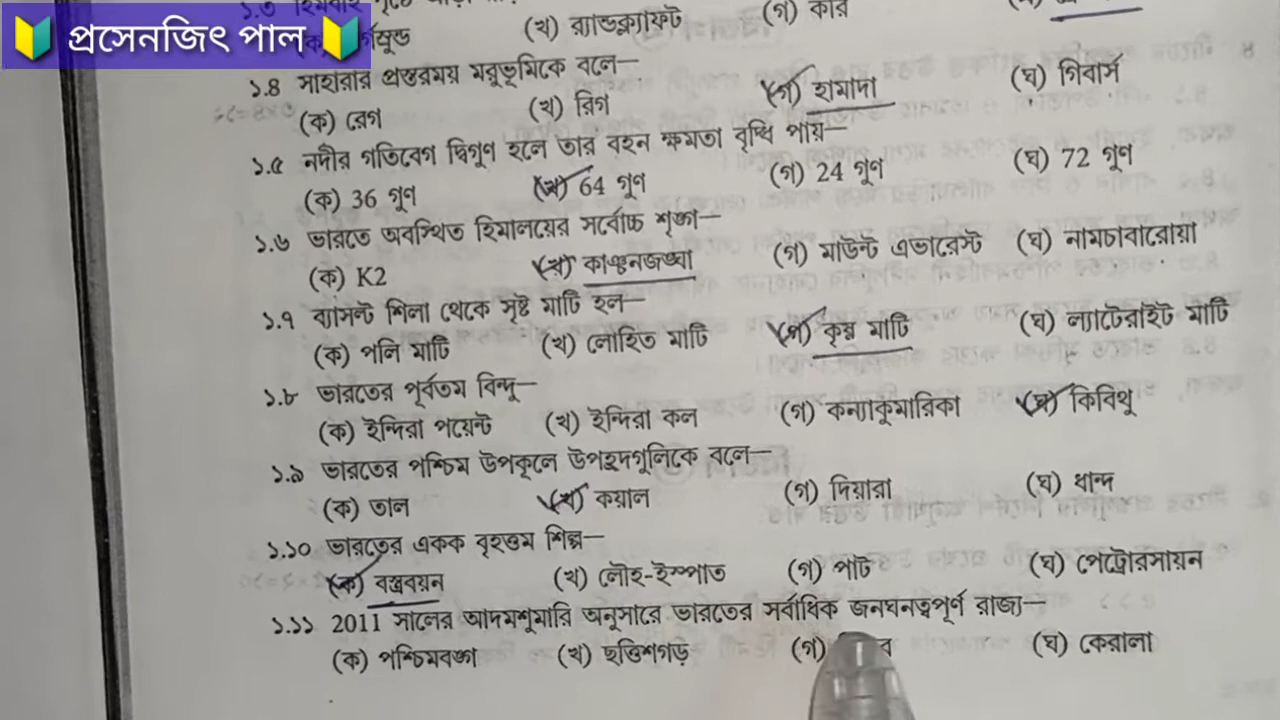 প্রসেনজিৎ পাল
(খ) র‍্যান্ডক্ল্যাফট (গ) কার
১.৪ সাহারার প্রস্তরময় মরুভূমিকে বলে—
(ক) রেগ (খ) রিগ (গ) হামাদা (ঘ) গিবার্স
১.৫ নদীর গতিবেগ দ্বিগুণ হলে তার বহন ক্ষমতা বৃদ্ধি পায়—
(ক) 36 গুণ (খ) 64 গুণ (গ) 24 গুণ (ঘ) 72 গুণ
১.৬ ভারতে অবস্থিত হিমালয়ের সর্বোচ্চ শৃঙ্গ—
(ক) K2 (খ) কাঞ্চনজঙ্ঘা (গ) মাউন্ট এভারেস্ট (ঘ) নামচাবারোয়া
১.৭ ব্যাসল্ট শিলা থেকে সৃষ্ট মাটি হল—
(ক) পলি মাটি (খ) লোহিত মাটি (গ) কৃষ্ণ মাটি (ঘ) ল্যাটেরাইট মাটি
১.৮ ভারতের পূর্বতম বিন্দু—
(ক) ইন্দিরা পয়েন্ট (খ) ইন্দিরা কল (গ) কন্যাকুমারিকা (ঘ) কিবিথু
১.৯ ভারতের পশ্চিম উপকূলে উপহ্রদগুলিকে বলে—
(ক) তাল (খ) কয়াল (গ) দিয়ারা (ঘ) ধান্দ
১.১০ ভারতের একক বৃহত্তম শিল্প—
(ক) বস্ত্রবয়ন (খ) লৌহ-ইস্পাত (গ) পাট (ঘ) পেট্রোরসায়ন
১.১১ 2011 সালের আদমশুমারি অনুসারে ভারতের সর্বাধিক জনঘনত্বপূর্ণ রাজ্য—
(ক) পশ্চিমবঙ্গ (খ) ছত্তিশগড় (গ) (ঘ) কেরালা